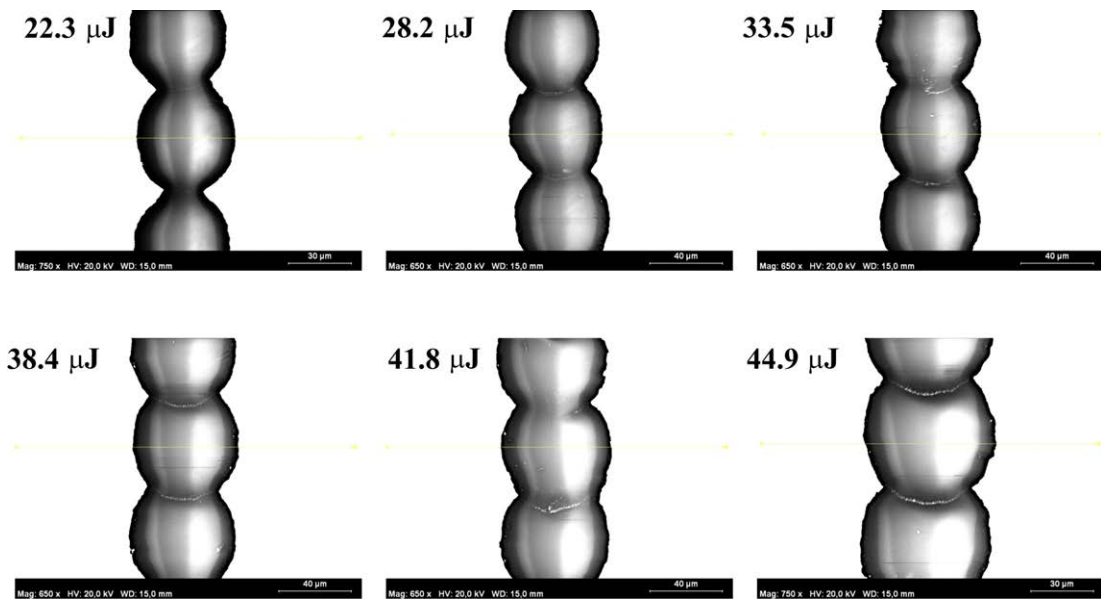 22.3 μJ
30 μm
Mag: 750 x HV: 20,0 kV WD: 15,0 mm
28.2 μJ
40 μm
Mag: 650 x HV: 20,0 kV WD: 15,0 mm
33.5 μJ
40 μm
Mag: 650 x HV: 20,0 kV WD: 15,0 mm
38.4 μJ
40 μm
Mag: 650 x HV: 20,0 kV WD: 15,0 mm
41.8 μJ
40 μm
Mag: 650 x HV: 20,0 kV WD: 15,0 mm
44.9 μJ
30 μm
Mag: 750 x HV: 20,0 kV WD: 15,0 mm